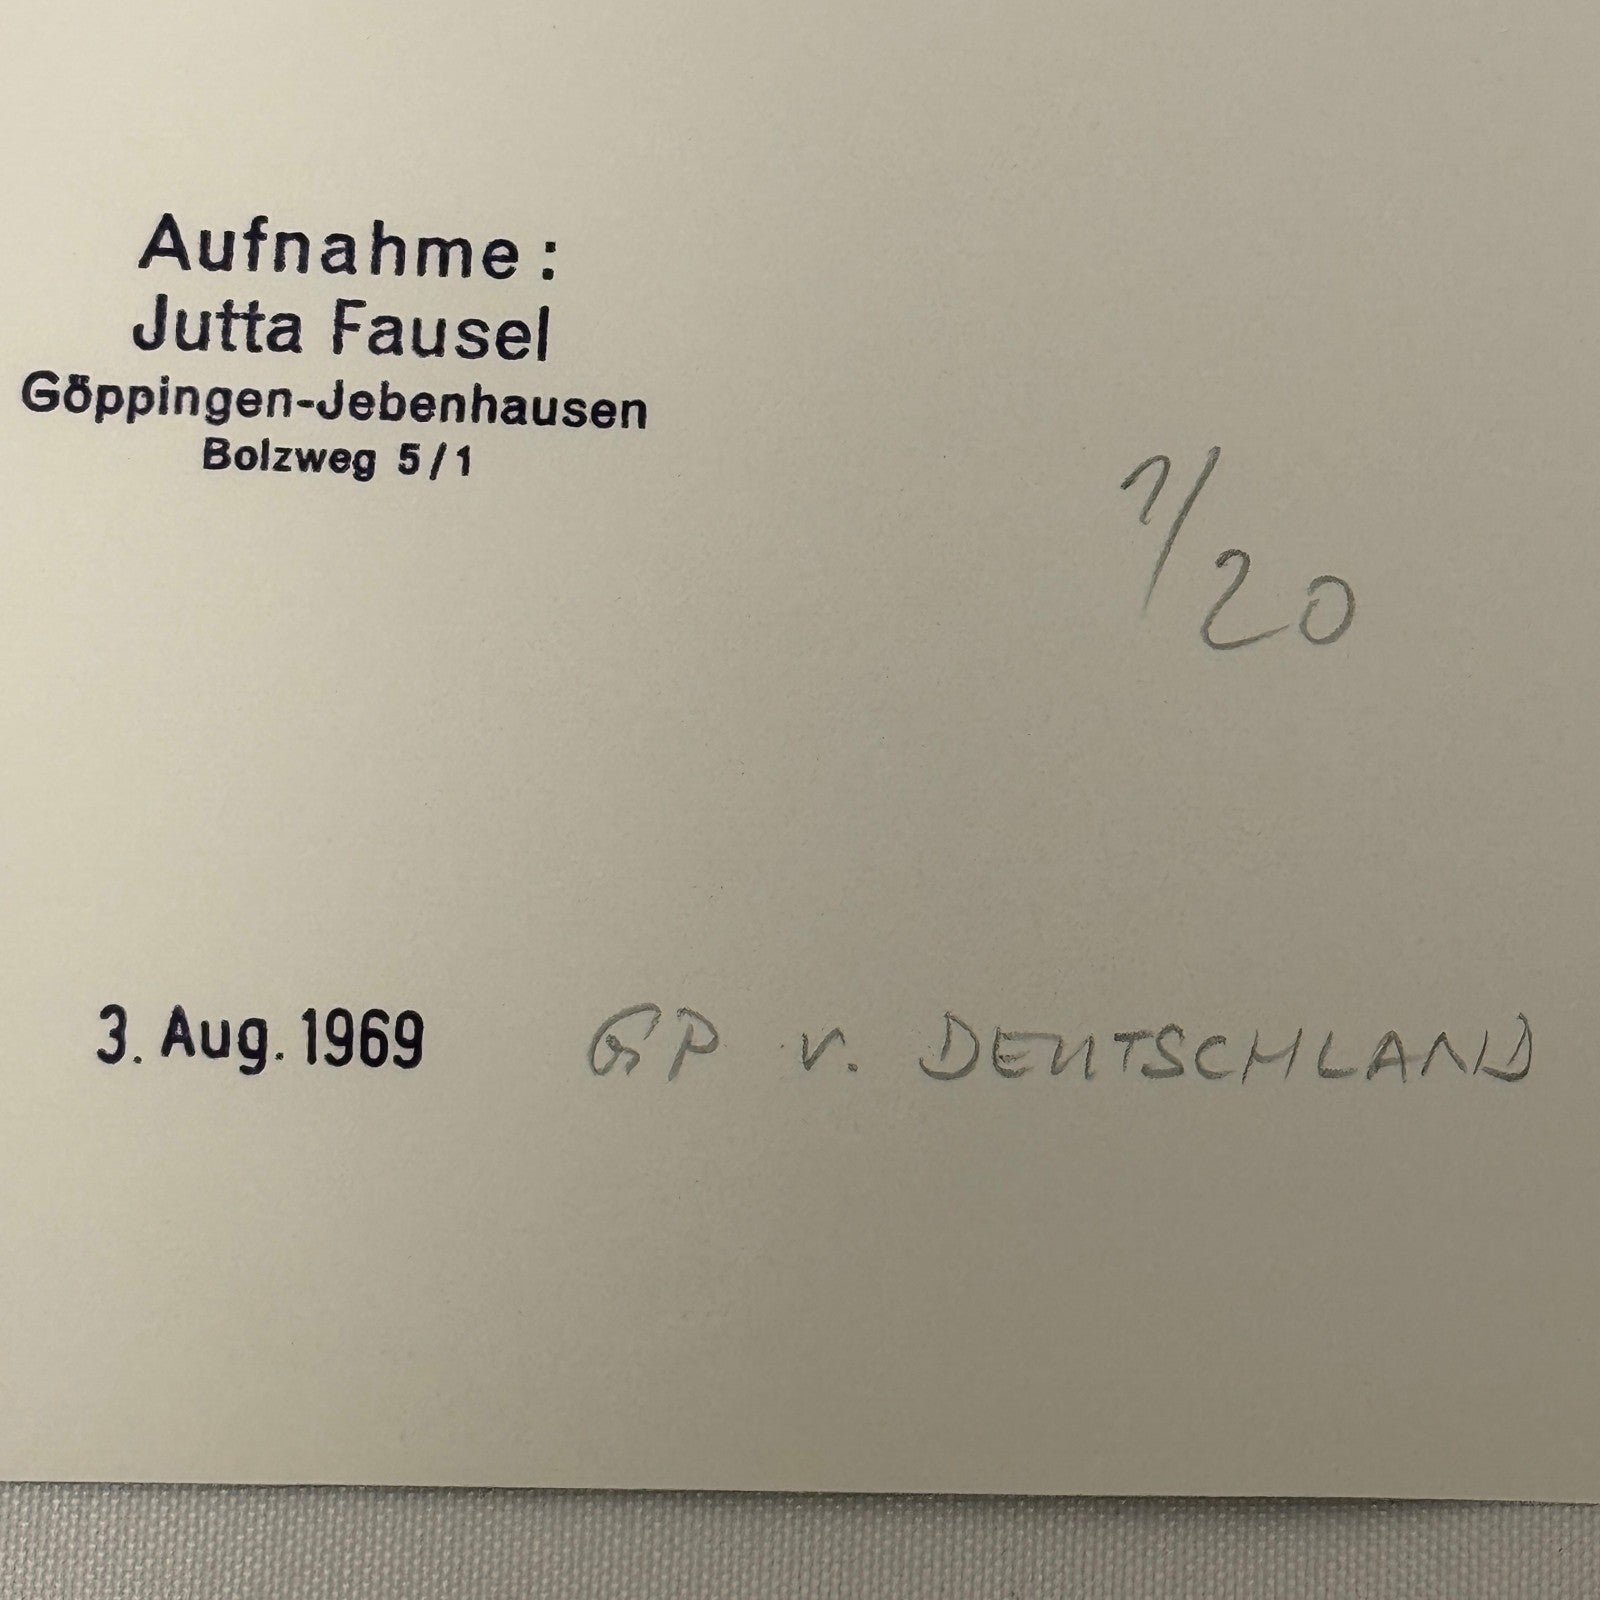 Aufnahme:
Jutta Fausel
Göppingen-Jebenhausen
Bolzweg 5/1
1/20
3. Aug. 1969 GP v. DEUTSCHLAND